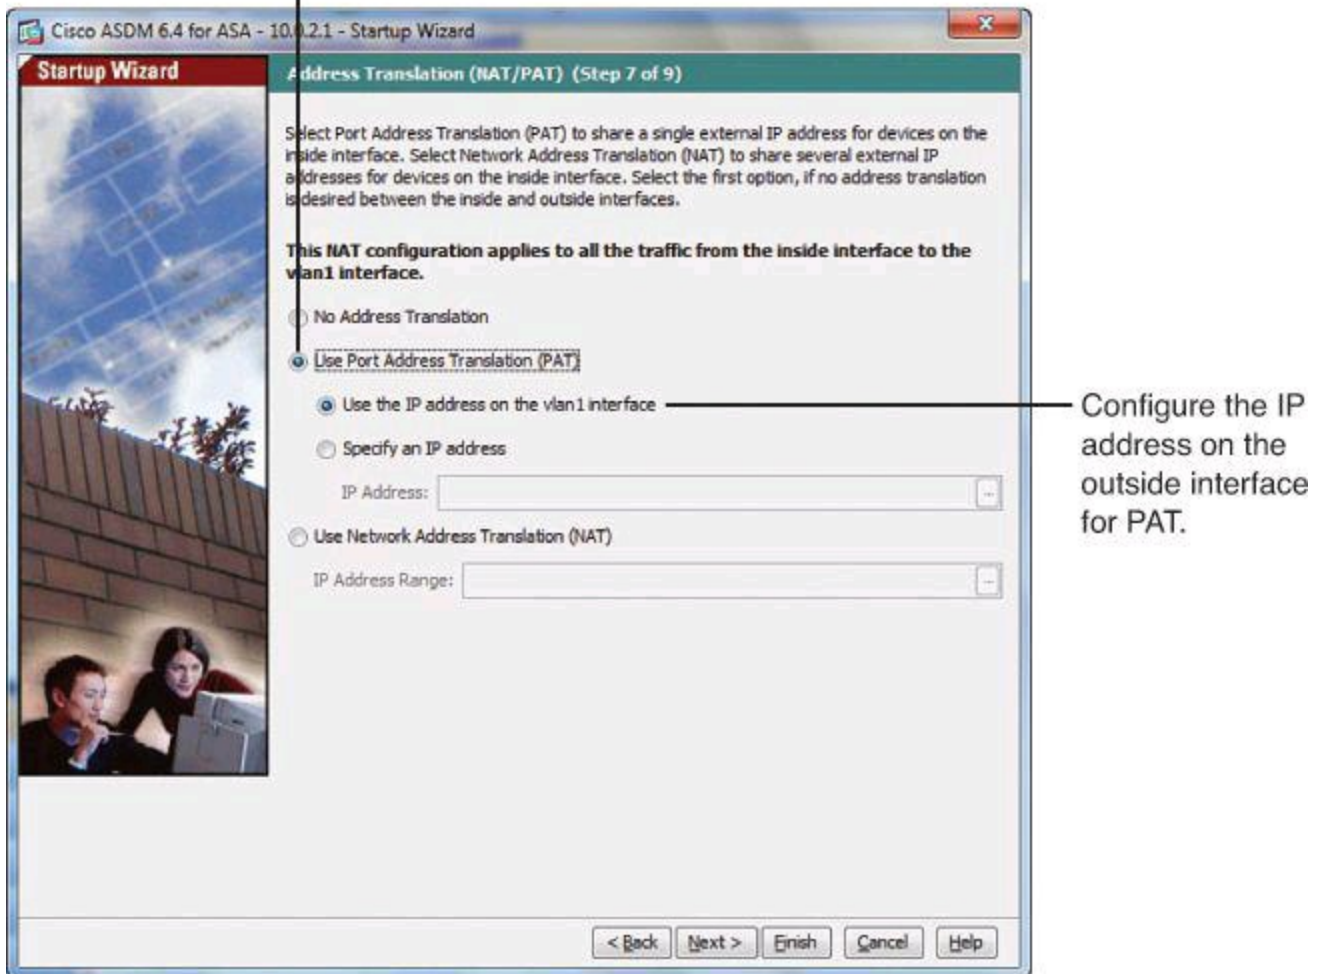 Cisco ASDM 6.4 for ASA - 10.0.2.1 - Startup Wizard
Startup Wizard
Address Translation (NAT/PAT) (Step 7 of 9)
Select Port Address Translation (PAT) to share a single external IP address for devices on the
inside interface. Select Network Address Translation (NAT) to share several external IP
addresses for devices on the inside interface. Select the first option, if no address translation
is desired between the inside and outside interfaces.
This NAT configuration applies to all the traffic from the inside interface to the
vlan1 interface.
No Address Translation
Use Port Address Translation (PAT)
Use the IP address on the vlan1 interface
Specify an IP address
IP Address:
...
Use Network Address Translation (NAT)
IP Address Range:
...
Configure the IP
address on the
outside interface
for PAT.
< Back Next > Finish Cancel Help